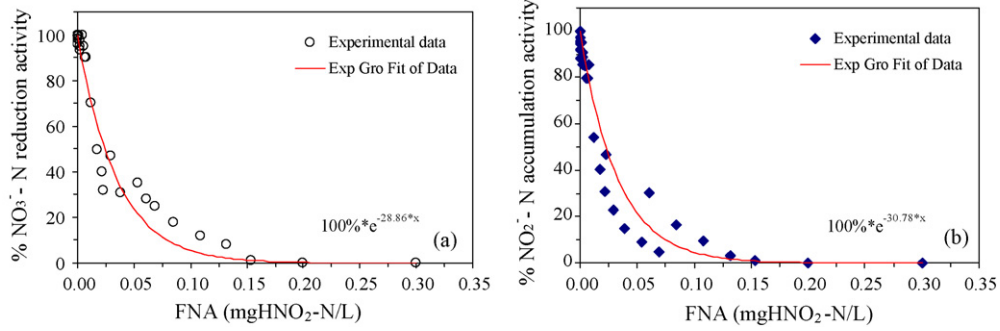 % NO₃⁻ - N reduction activity
100
80
60
40
20
0
Experimental data
Exp Gro Fit of Data
100%*e⁻²⁸·⁸⁶*ˣ
(a)
0.00 0.05 0.10 0.15 0.20 0.25 0.30 0.35
FNA (mgHNO₂-N/L)
% NO₂⁻ - N accumulation activity
100
80
60
40
20
0
Experimental data
Exp Gro Fit of Data
100%*e⁻³⁰·⁷⁸*ˣ
(b)
0.00 0.05 0.10 0.15 0.20 0.25 0.30 0.35
FNA (mgHNO₂-N/L)